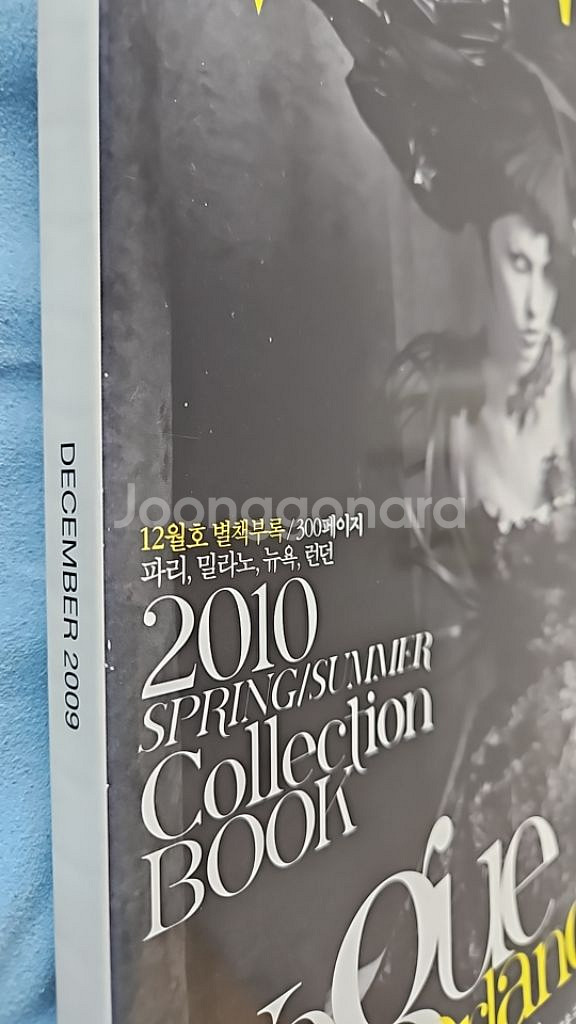 DECEMBER 2009
Joonggonara
12월호 별책부록 / 300페이지
파리, 밀라노, 뉴욕, 런던
2010
SPRING/SUMMER
Collection
BOOK